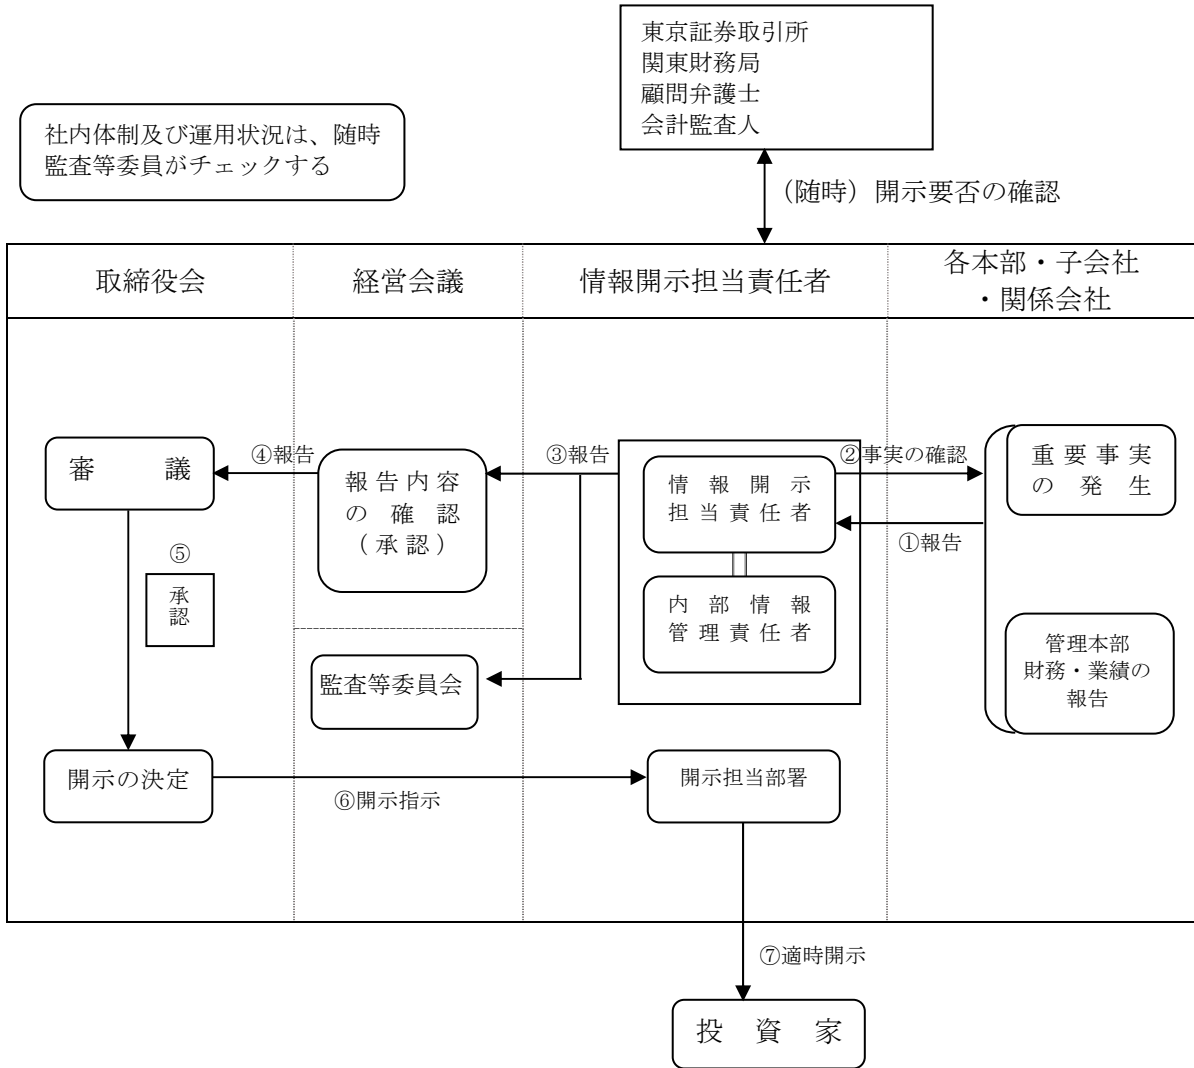 東京証券取引所
関東財務局
顧問弁護士
会計監査人
社内体制及び運用状況は、随時
監査等委員がチェックする
（随時）開示要否の確認
取締役会
経営会議
情報開示担当責任者
各本部・子会社
・関係会社
審議
④報告
報告内容
の確認
（承認）
③報告
情報開示
担当責任者
②事実の確認
重要事実
の発生
①報告
⑤
承
認
内部情報
管理責任者
監査等委員会
管理本部
財務・業績の
報告
開示の決定
⑥開示指示
開示担当部署
⑦適時開示
投資家